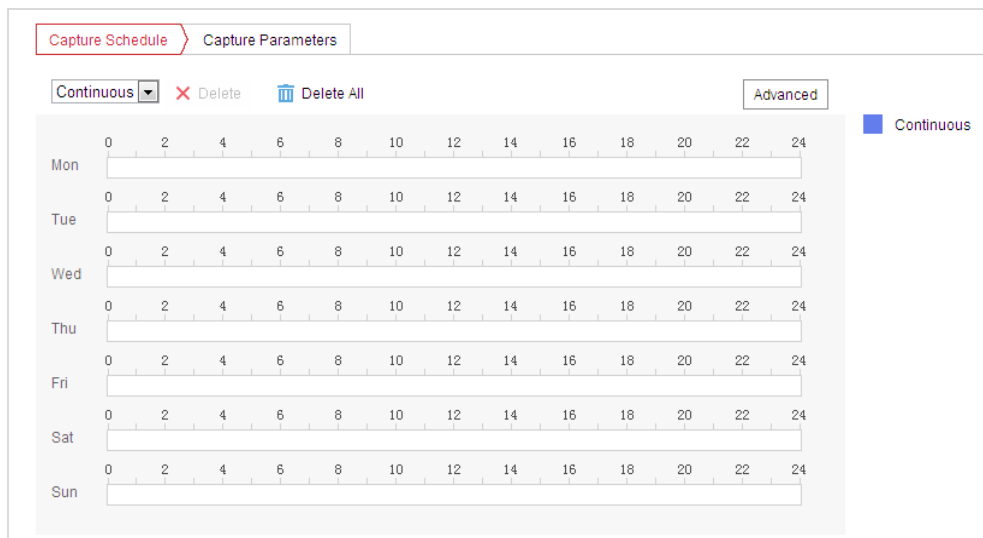 Capture Schedule Capture Parameters
Continuous Delete Delete All Advanced
Continuous
0 2 4 6 8 10 12 14 16 18 20 22 24
Mon
0 2 4 6 8 10 12 14 16 18 20 22 24
Tue
0 2 4 6 8 10 12 14 16 18 20 22 24
Wed
0 2 4 6 8 10 12 14 16 18 20 22 24
Thu
0 2 4 6 8 10 12 14 16 18 20 22 24
Fri
0 2 4 6 8 10 12 14 16 18 20 22 24
Sat
0 2 4 6 8 10 12 14 16 18 20 22 24
Sun